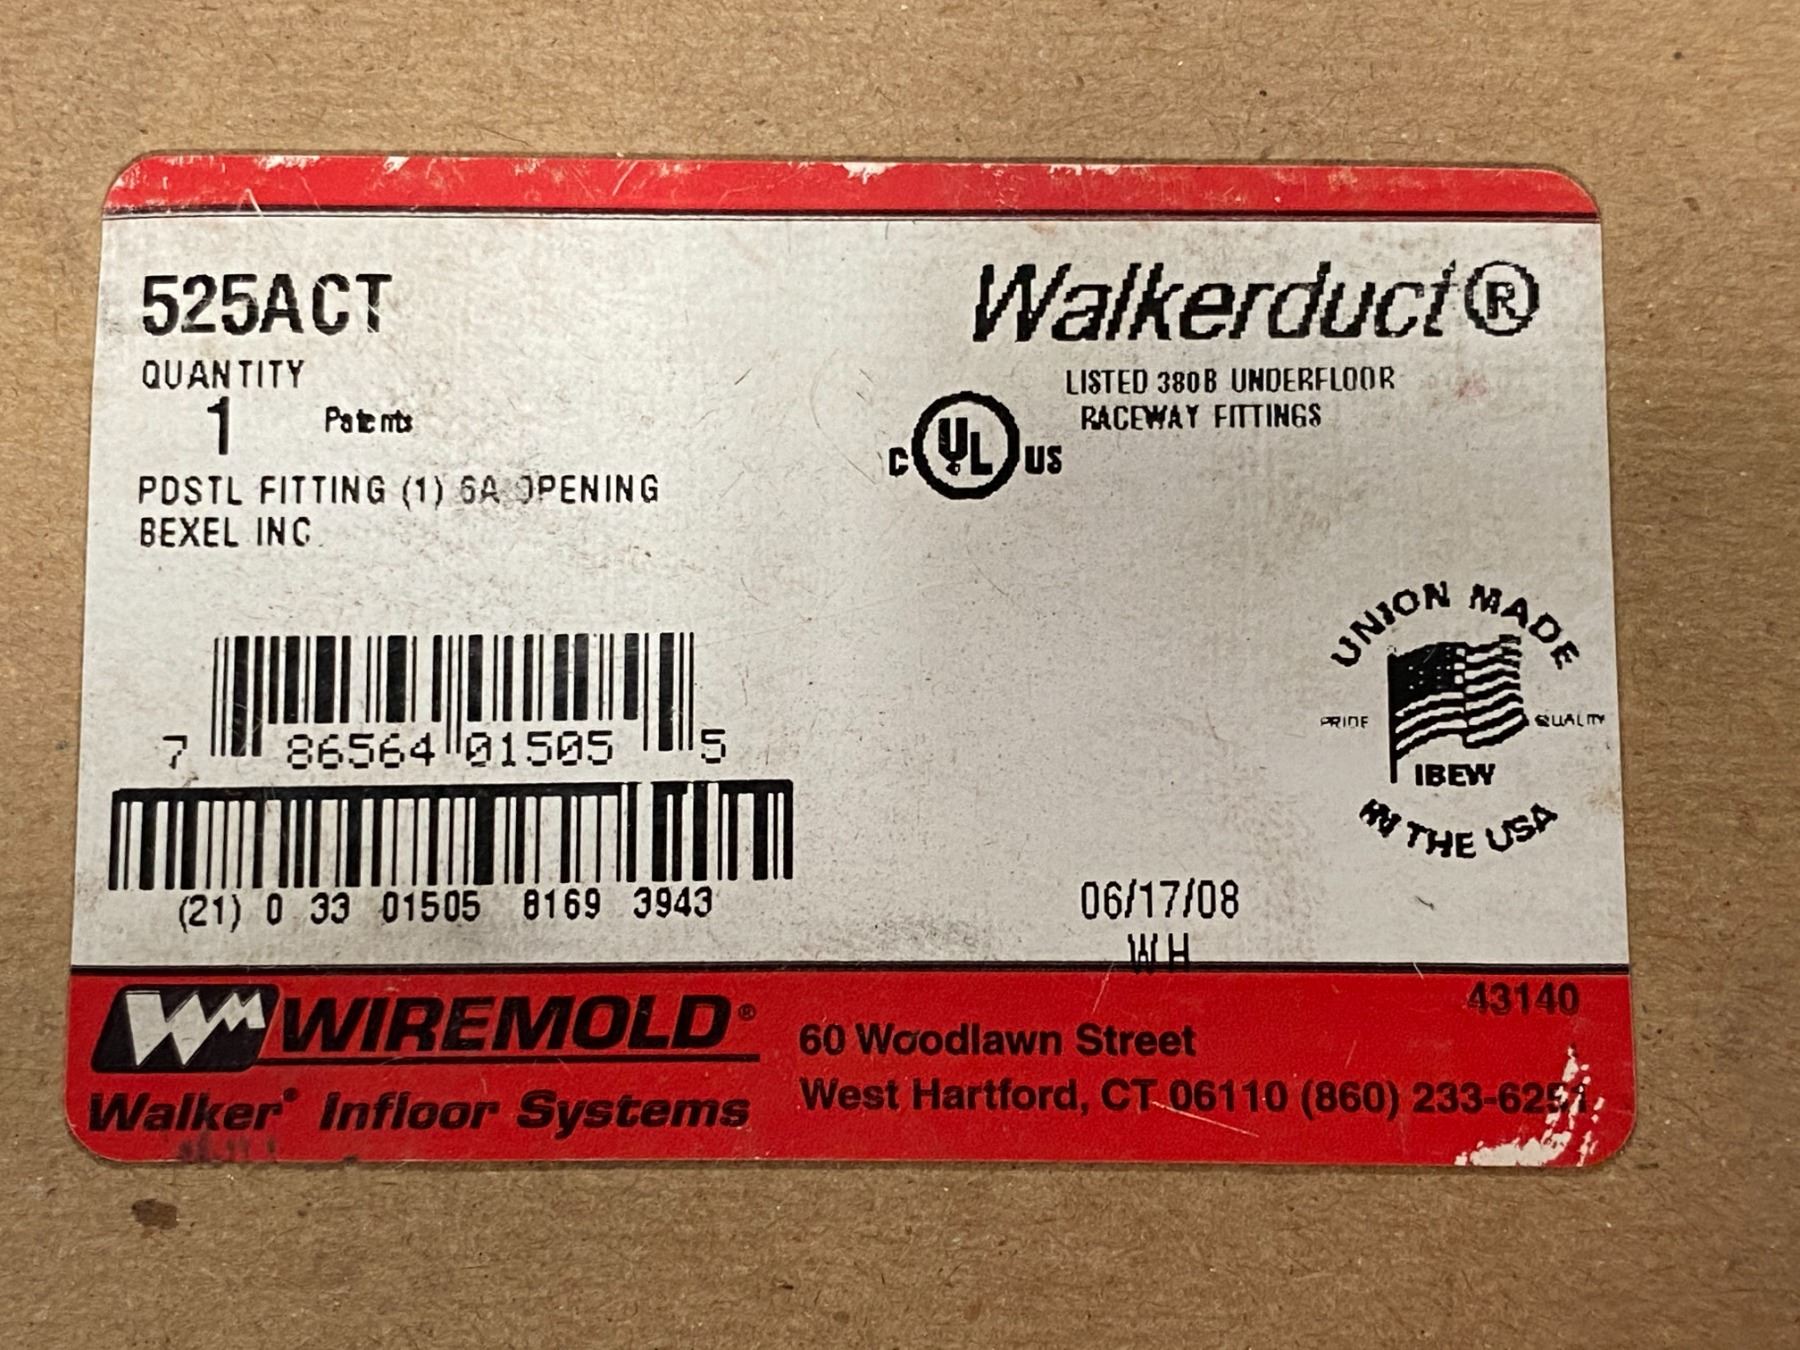 525ACT
QUANTITY
1 Patents
PDSTL FITTING (1) 6A OPENING
BEXEL INC
Walkerduct®
LISTED 380B UNDERFLOOR
RACEWAY FITTINGS
C UL US
7 86564 01505 5
(21) 0 33 01505 8169 3943
UNION MADE
PRIDE QUALITY
IBEW
IN THE USA
06/17/08
WH
WIREMOLD®
Walker® Infloor Systems
43140
60 Woodlawn Street
West Hartford, CT 06110 (860) 233-6251